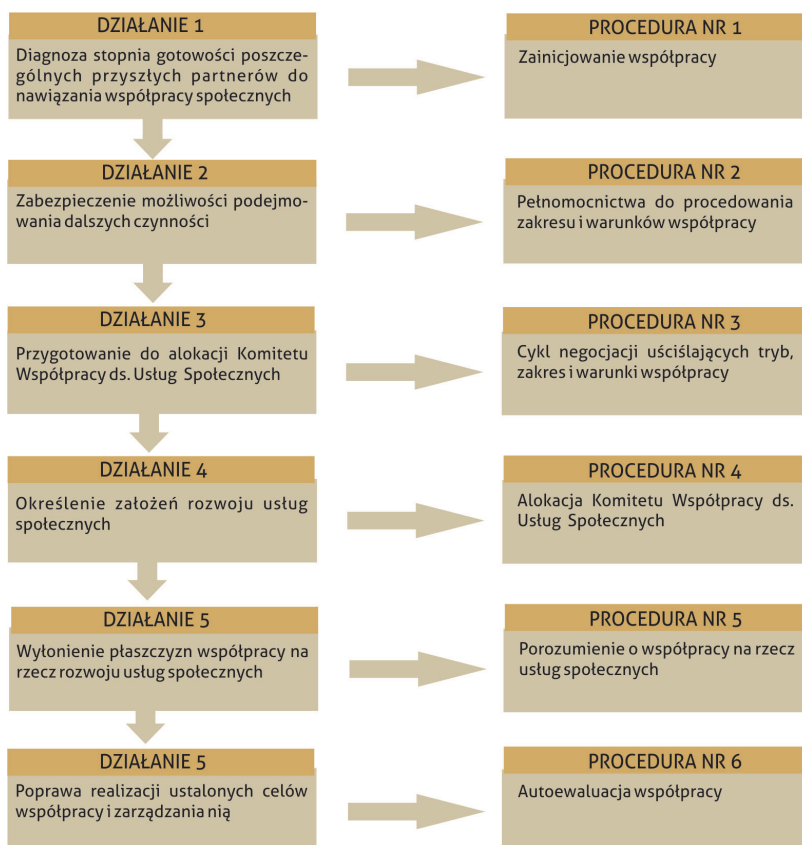 DZIAŁANIE 1
Diagnoza stopnia gotowości poszcze-
gólnych przyszłych partnerów do
nawiązania współpracy społecznych
PROCEDURA NR 1
Zainicjowanie współpracy
DZIAŁANIE 2
Zabezpieczenie możliwości podejmo-
wania dalszych czynności
PROCEDURA NR 2
Pełnomocnictwa do procedowania
zakresu i warunków współpracy
DZIAŁANIE 3
Przygotowanie do alokacji Komitetu
Współpracy ds. Usług Społecznych
PROCEDURA NR 3
Cykl negocjacji uściślających tryb,
zakres i warunki współpracy
DZIAŁANIE 4
Określenie założeń rozwoju usług
społecznych
PROCEDURA NR 4
Alokacja Komitetu Współpracy ds.
Usług Społecznych
DZIAŁANIE 5
Wyłonienie płaszczyzn współpracy na
rzecz rozwoju usług społecznych
PROCEDURA NR 5
Porozumienie o współpracy na rzecz
usług społecznych
DZIAŁANIE 5
Poprawa realizacji ustalonych celów
współpracy i zarządzania nią
PROCEDURA NR 6
Autoewaluacja współpracy